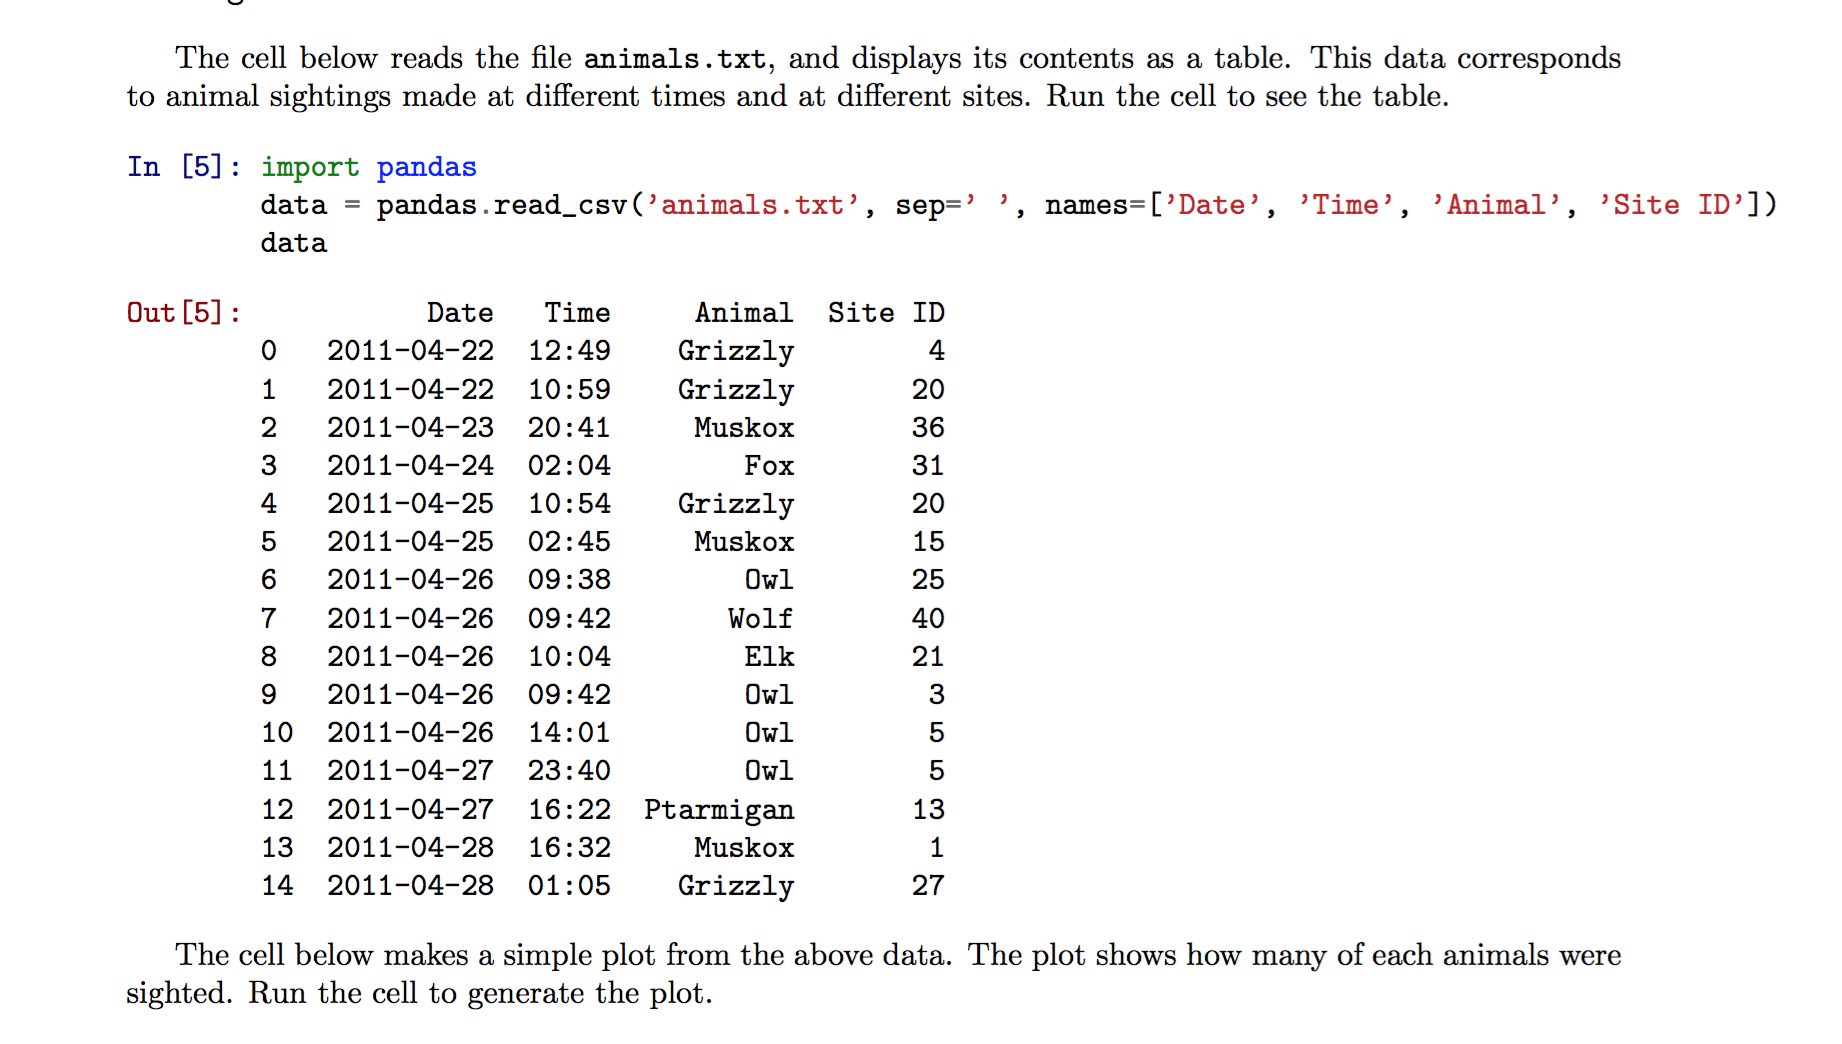 The cell below reads the file animals.txt, and displays its contents as a table. This data corresponds
to animal sightings made at different times and at different sites. Run the cell to see the table.
In [5]: import pandas
data = pandas.read_csv(’animals.txt’, sep=’ ’, names=[’Date’, ’Time’, ’Animal’, ’Site ID’])
data
Out[5]: Date Time Animal Site ID
0 2011-04-22 12:49 Grizzly 4
1 2011-04-22 10:59 Grizzly 20
2 2011-04-23 20:41 Muskox 36
3 2011-04-24 02:04 Fox 31
4 2011-04-25 10:54 Grizzly 20
5 2011-04-25 02:45 Muskox 15
6 2011-04-26 09:38 Owl 25
7 2011-04-26 09:42 Wolf 40
8 2011-04-26 10:04 Elk 21
9 2011-04-26 09:42 Owl 3
10 2011-04-26 14:01 Owl 5
11 2011-04-27 23:40 Owl 5
12 2011-04-27 16:22 Ptarmigan 13
13 2011-04-28 16:32 Muskox 1
14 2011-04-28 01:05 Grizzly 27
The cell below makes a simple plot from the above data. The plot shows how many of each animals were
sighted. Run the cell to generate the plot.